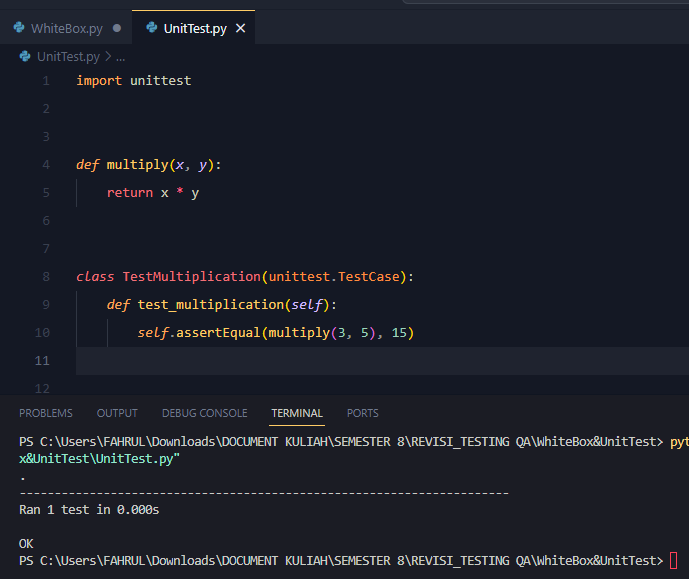 WhiteBox.py
UnitTest.py
UnitTest.py > ...
1 import unittest
2
3
4 def multiply(x, y):
5 return x * y
6
7
8 class TestMultiplication(unittest.TestCase):
9 def test_multiplication(self):
10 self.assertEqual(multiply(3, 5), 15)
11
12
PROBLEMS OUTPUT DEBUG CONSOLE TERMINAL PORTS
PS C:\Users\FAHRUL\Downloads\DOCUMENT KULIAH\SEMESTER 8\REVISI_TESTING QA\WhiteBox&UnitTest> pyt
x&UnitTest\UnitTest.py"
.
----------------------------------------------------------------------
Ran 1 test in 0.000s
OK
PS C:\Users\FAHRUL\Downloads\DOCUMENT KULIAH\SEMESTER 8\REVISI_TESTING QA\WhiteBox&UnitTest>